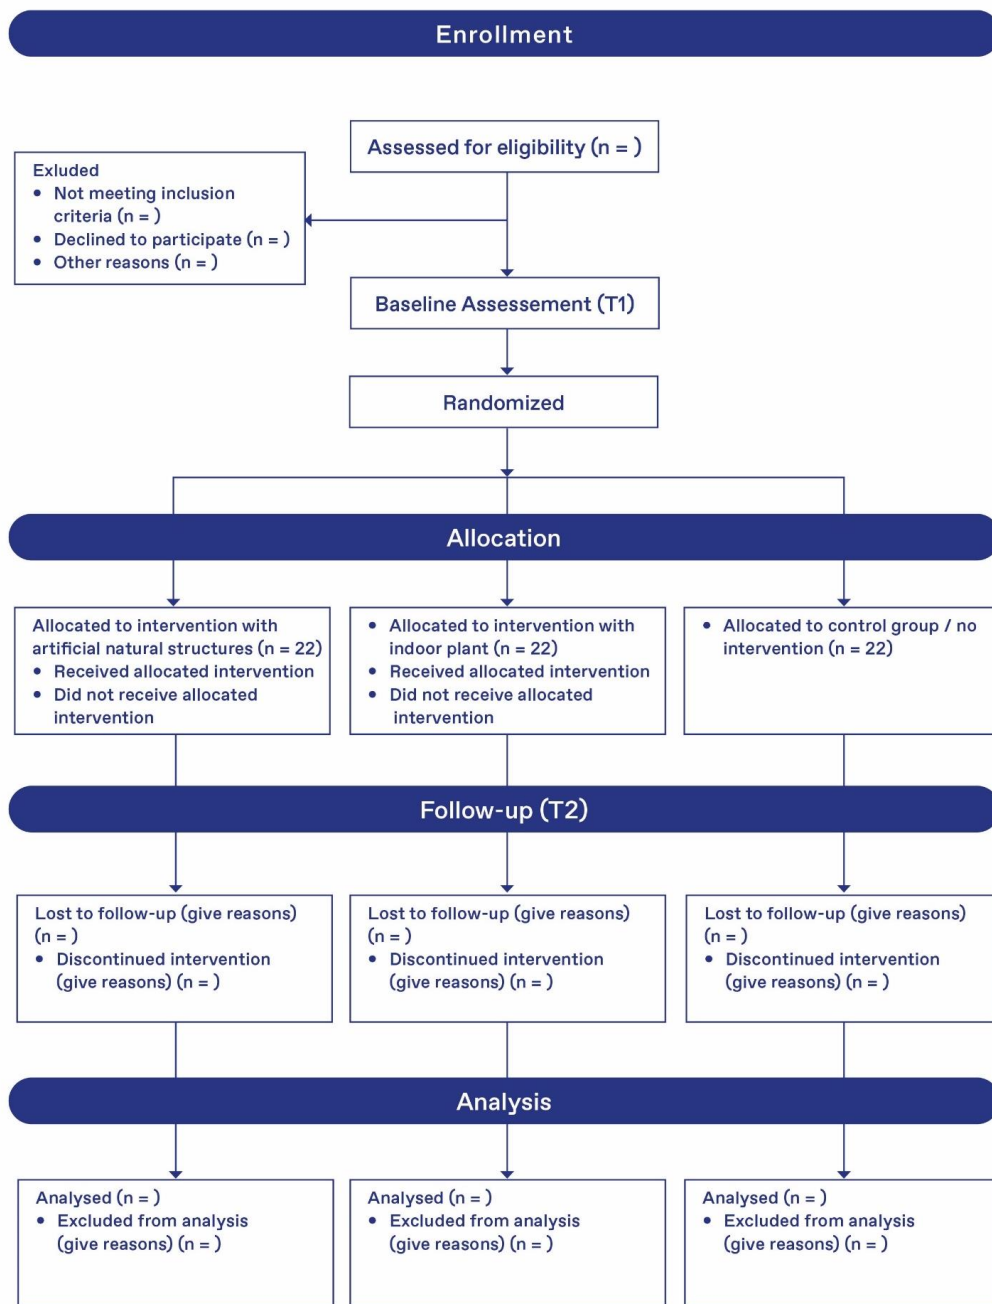 Enrollment
Assessed for eligibility (n = )
Exluded
• Not meeting inclusion
criteria (n = )
• Declined to participate (n = )
• Other reasons (n = )
Baseline Assessement (T1)
Randomized
Allocation
Allocated to intervention with
artificial natural structures (n = 22)
• Received allocated intervention
• Did not receive allocated
intervention
• Allocated to intervention with
indoor plant (n = 22)
• Received allocated intervention
• Did not receive allocated
intervention
• Allocated to control group / no
intervention (n = 22)
Follow-up (T2)
Lost to follow-up (give reasons)
(n = )
• Discontinued intervention
(give reasons) (n = )
Lost to follow-up (give reasons)
(n = )
• Discontinued intervention
(give reasons) (n = )
Lost to follow-up (give reasons)
(n = )
• Discontinued intervention
(give reasons) (n = )
Analysis
Analysed (n = )
• Excluded from analysis
(give reasons) (n = )
Analysed (n = )
• Excluded from analysis
(give reasons) (n = )
Analysed (n = )
• Excluded from analysis
(give reasons) (n = )